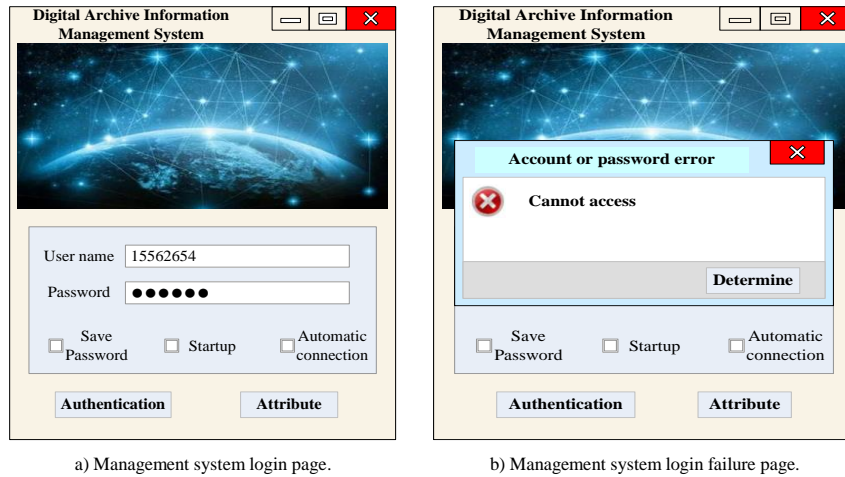 Digital Archive Information
Management System
User name 15562654
Password ●●●●●●
Save
Password
Startup
Automatic
connection
Authentication
Attribute
a) Management system login page.
Digital Archive Information
Management System
Account or password error
Cannot access
Determine
Save
Password
Startup
Automatic
connection
Authentication
Attribute
b) Management system login failure page.